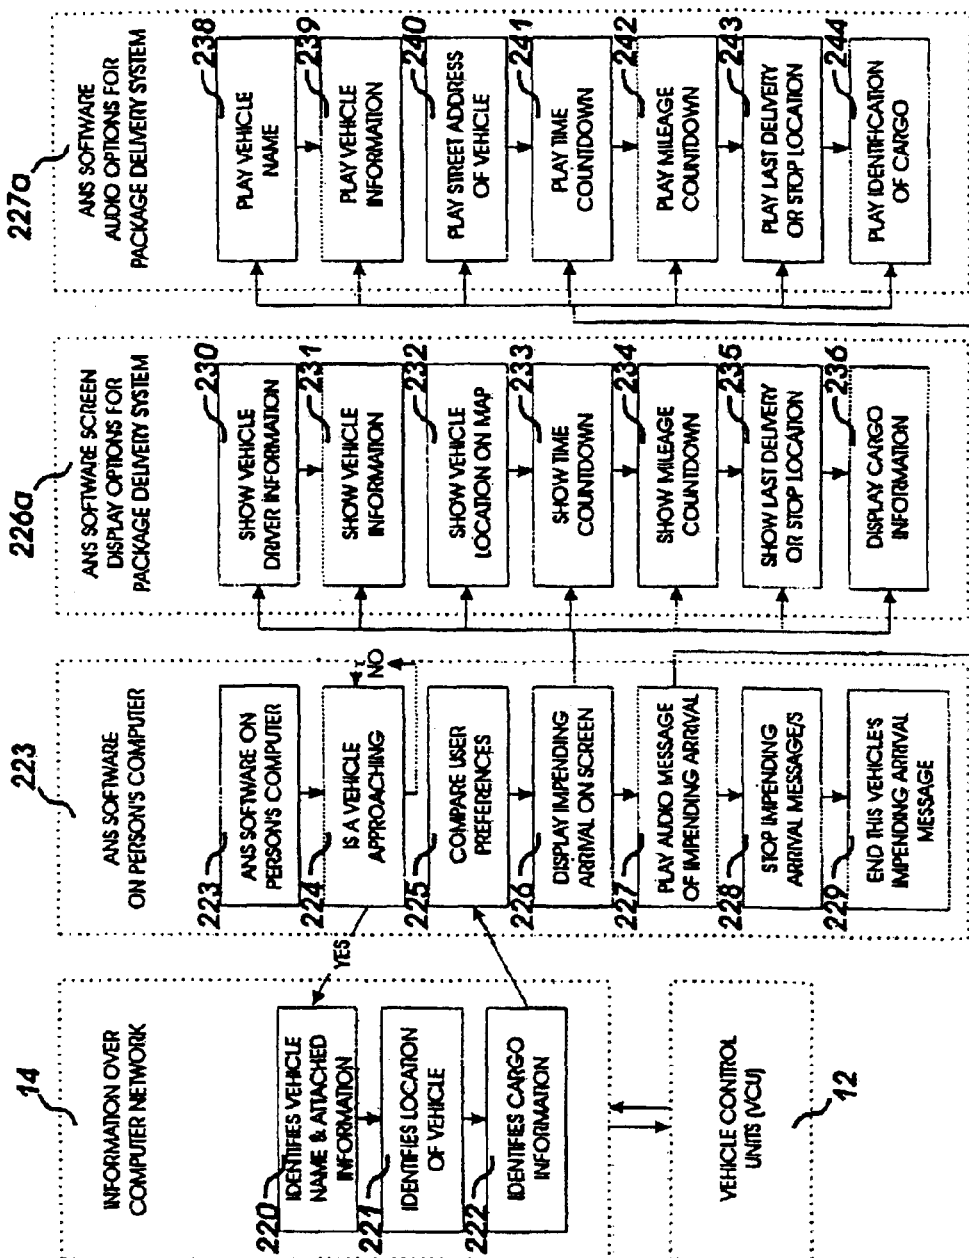 14
INFORMATION OVER
COMPUTER NETWORK
220
IDENTIFIES VEHICLE
NAME & ATTACHED
INFORMATION
221
IDENTIFIES LOCATION
OF VEHICLE
222
IDENTIFIES CARGO
INFORMATION
VEHICLE CONTROL
UNITS (VCU)
12
223
ANS SOFTWARE
ON PERSON'S COMPUTER
223
ANS SOFTWARE ON
PERSON'S COMPUTER
224
IS A VEHICLE
APPROACHING
NO
YES
225
COMPARE USER
PREFERENCES
226
DISPLAY IMPENDING
ARRIVAL ON SCREEN
227
PLAY AUDIO MESSAGE
OF IMPENDING ARRIVAL
228
STOP IMPENDING
ARRIVAL MESSAGE/S
229
END THIS VEHICLE'S
IMPENDING ARRIVAL
MESSAGE
226a
ANS SOFTWARE SCREEN
DISPLAY OPTIONS FOR
PACKAGE DELIVERY SYSTEM
230
SHOW VEHICLE
DRIVER INFORMATION
231
SHOW VEHICLE
INFORMATION
232
SHOW VEHICLE
LOCATION ON MAP
233
SHOW TIME
COUNTDOWN
234
SHOW MILEAGE
COUNTDOWN
235
SHOW LAST DELIVERY
OR STOP LOCATION
236
DISPLAY CARGO
INFORMATION
227a
ANS SOFTWARE
AUDIO OPTIONS FOR
PACKAGE DELIVERY SYSTEM
238
PLAY VEHICLE
NAME
239
PLAY VEHICLE
INFORMATION
240
PLAY STREET ADDRESS
OF VEHICLE
241
PLAY TIME
COUNTDOWN
242
PLAY MILEAGE
COUNTDOWN
243
PLAY LAST DELIVERY
OR STOP LOCATION
244
PLAY IDENTIFICATION
OF CARGO